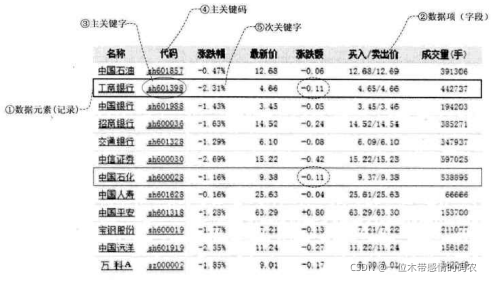 ④主关键码
③主关键字
⑤次关键字
②数据项（字段）
名称 代码 涨跌幅 最新价 涨跌额 买入/卖出价 成交量(手)
中国石油 sh601857 -0.47% 12.68 -0.06 12.68/12.69 391306
工商银行 sh601398 -2.31% 4.66 -0.11 4.65/4.66 442737
①数据元素(记录)
中国银行 sh601988 -1.43% 3.45 -0.05 3.45/3.46 194203
招商银行 sh600036 -1.63% 14.52 -0.24 14.52/14.54 385271
交通银行 sh601328 -1.29% 6.10 -0.08 6.09/6.10 347937
中信证券 sh600030 -2.69% 15.22 -0.42 15.22/15.23 597025
中国石化 sh600028 -1.16% 9.38 -0.11 9.37/9.38 538895
中国人寿 sh601628 -0.16% 25.63 -0.04 25.61/25.63 66666
中国平安 sh601318 -1.28% 63.29 +0.80 63.29/63.30 153700
宝钢股份 sh600019 -1.77% 7.21 -0.13 7.21/7.22 211077
中国远洋 sh601919 -2.35% 11.24 -0.27 11.22/11.24 156162
万 科A sz000002 -1.85% 9.01 -0.17
CSDN @一位木带感情的男农